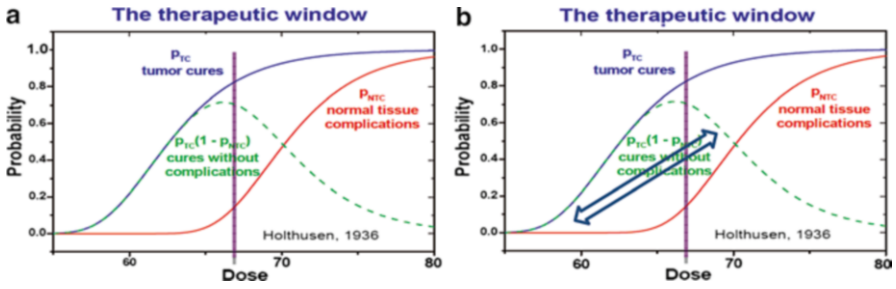 a
The therapeutic window
Probability
1.0
0.8
0.6
0.4
0.2
0.0
pTC
tumor cures
pNTC
normal tissue
complications
pTC(1 - pNTC)
cures without
complications
Holthusen, 1936
60
70
80
Dose
b
The therapeutic window
Probability
1.0
0.8
0.6
0.4
0.2
0.0
pTC
tumor cures
pNTC
normal tissue
complications
pTC(1 - pNTC)
cures without
complications
Holthusen, 1936
60
70
80
Dose